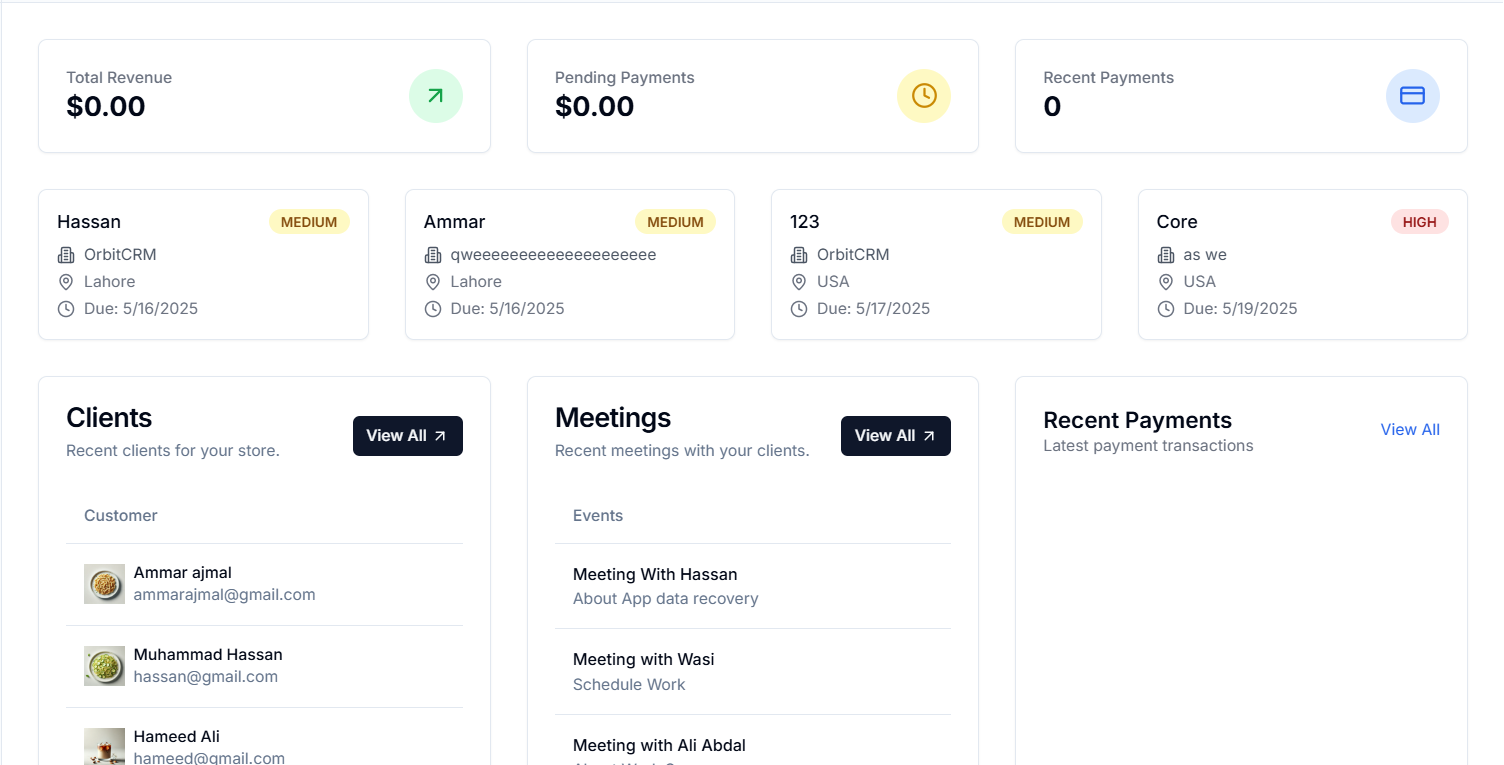 Total Revenue
$0.00
Pending Payments
$0.00
Recent Payments
0
Hassan MEDIUM
OrbitCRM
Lahore
Due: 5/16/2025
Ammar MEDIUM
qweeeeeeeeeeeeeeeeeeee
Lahore
Due: 5/16/2025
123 MEDIUM
OrbitCRM
USA
Due: 5/17/2025
Core HIGH
as we
USA
Due: 5/19/2025
Clients
Recent clients for your store.
View All
Customer
Ammar ajmal
ammarajmal@gmail.com
Muhammad Hassan
hassan@gmail.com
Hameed Ali
hameed@gmail.com
Meetings
Recent meetings with your clients.
View All
Events
Meeting With Hassan
About App data recovery
Meeting with Wasi
Schedule Work
Meeting with Ali Abdal
Recent Payments
Latest payment transactions
View All